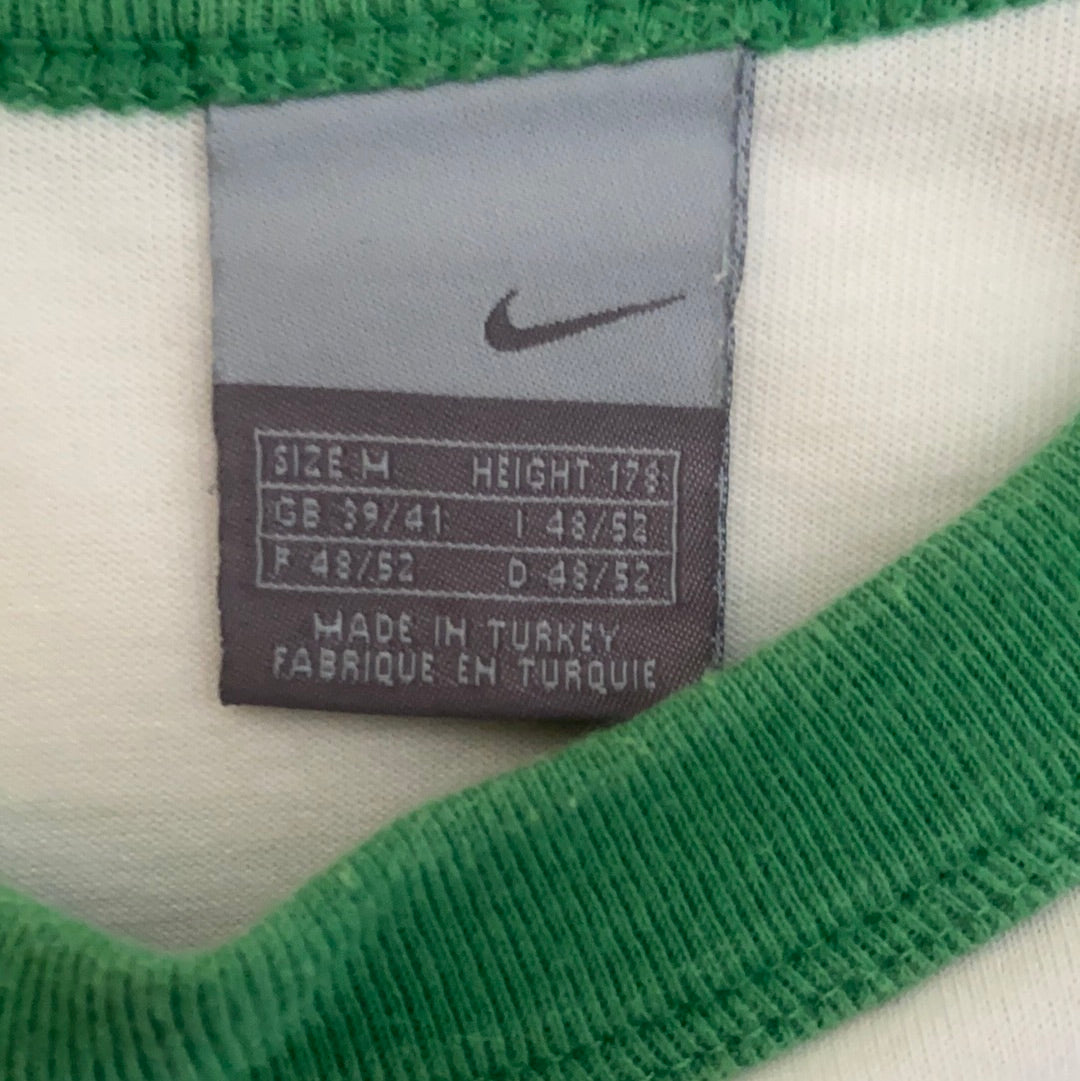 SIZE M HEIGHT 178
GB 39/41 I 48/52
F 48/52 D 48/52
MADE IN TURKEY
FABRIQUE EN TURQUIE